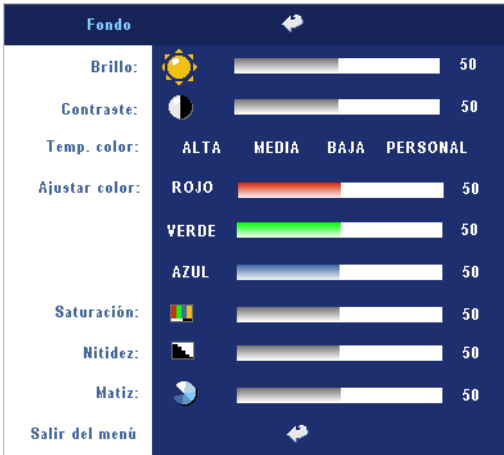 Fondo
Brillo: 50
Contraste: 50
Temp. color: ALTA MEDIA BAJA PERSONAL
Ajustar color: ROJO 50
VERDE 50
AZUL 50
Saturación: 50
Nitidez: 50
Matiz: 50
Salir del menú